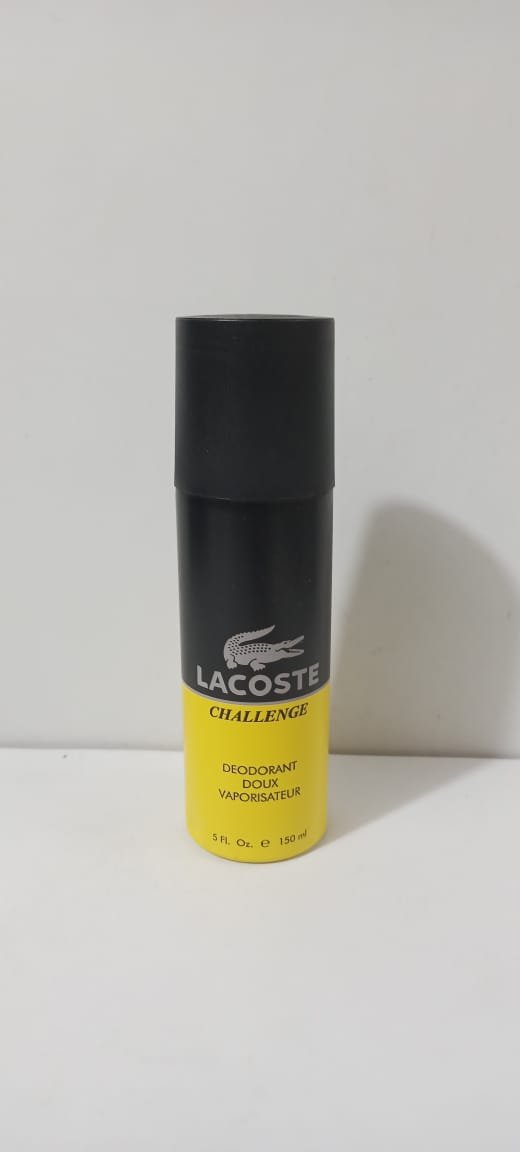 LACOSTE
CHALLENGE
DEODORANT
DOUX
VAPORISATEUR
5 Fl. Oz. ℮ 150 ml